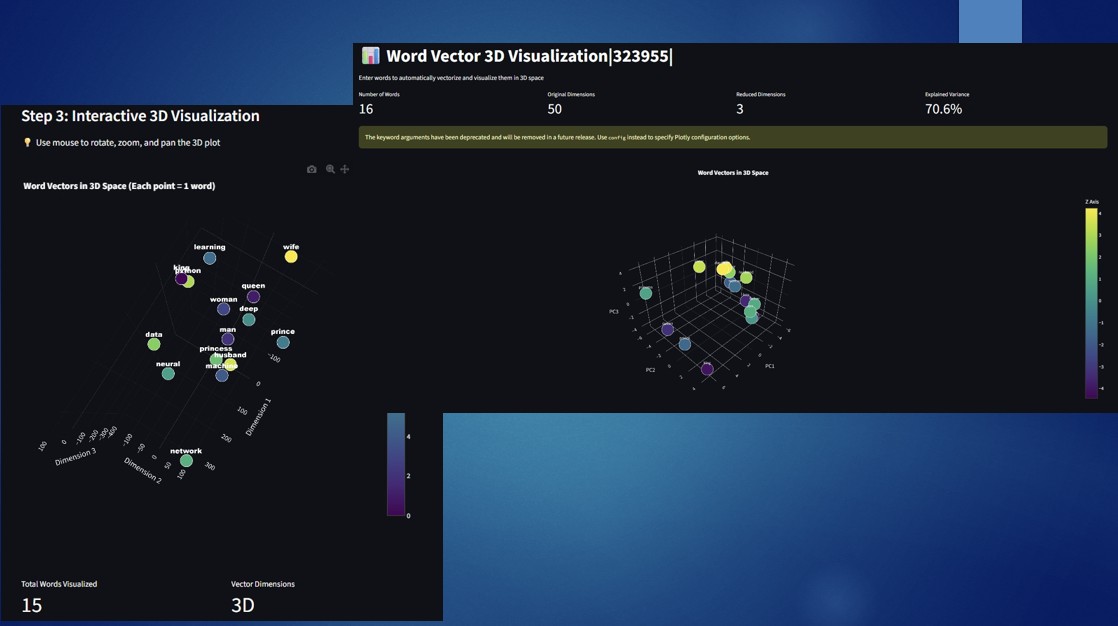 Word Vector 3D Visualization|323955|
Enter words to automatically vectorize and visualize them in 3D space
Number of Words
16
Original Dimensions
50
Reduced Dimensions
3
Explained Variance
70.6%
The keyword arguments have been deprecated and will be removed in a future release. Use config instead to specify Plotly configuration options.
Word Vectors in 3D Space
Z Axis
4
3
2
1
0
-1
-2
-3
-4
PC3
PC2
PC1
Step 3: Interactive 3D Visualization
Use mouse to rotate, zoom, and pan the 3D plot
Word Vectors in 3D Space (Each point = 1 word)
learning
wife
king
python
queen
woman
deep
man
prince
data
princess
husband
machine
neural
network
-100
0
100
200
300
Dimension 1
100
0
-100
-200
-300
-400
Dimension 3
-100
-50
0
50
100
Dimension 2
4
2
0
Total Words Visualized
15
Vector Dimensions
3D